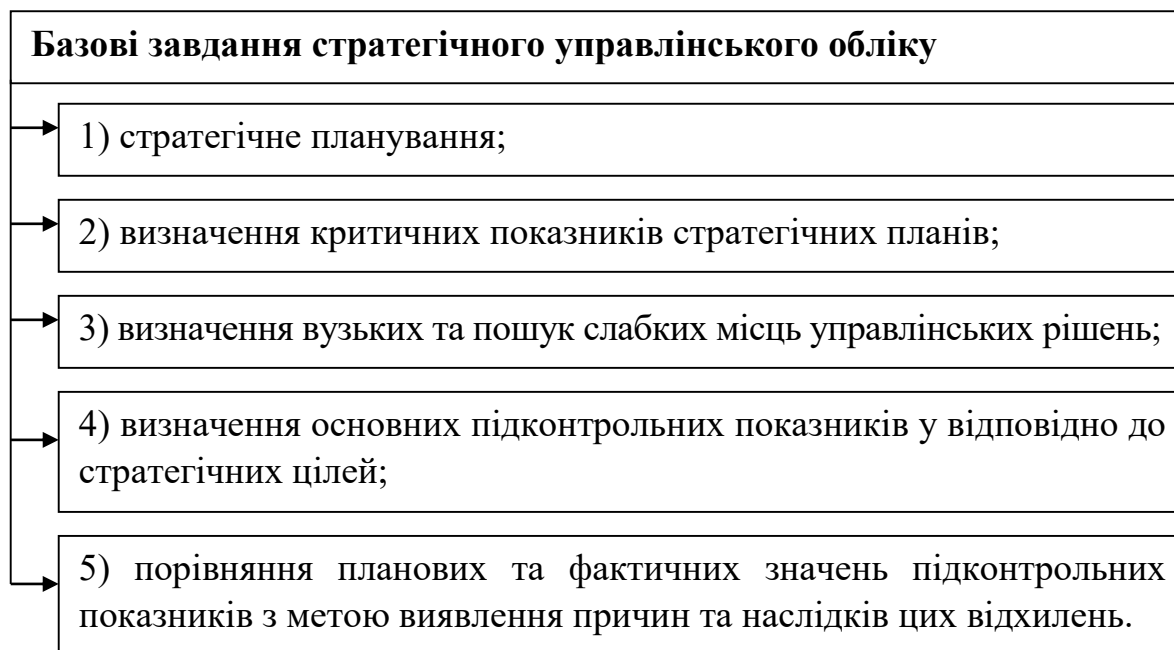 Базові завдання стратегічного управлінського обліку
1) стратегічне планування;
2) визначення критичних показників стратегічних планів;
3) визначення вузьких та пошук слабких місць управлінських рішень;
4) визначення основних підконтрольних показників у відповідно до
стратегічних цілей;
5) порівняння планових та фактичних значень підконтрольних
показників з метою виявлення причин та наслідків цих відхилень.